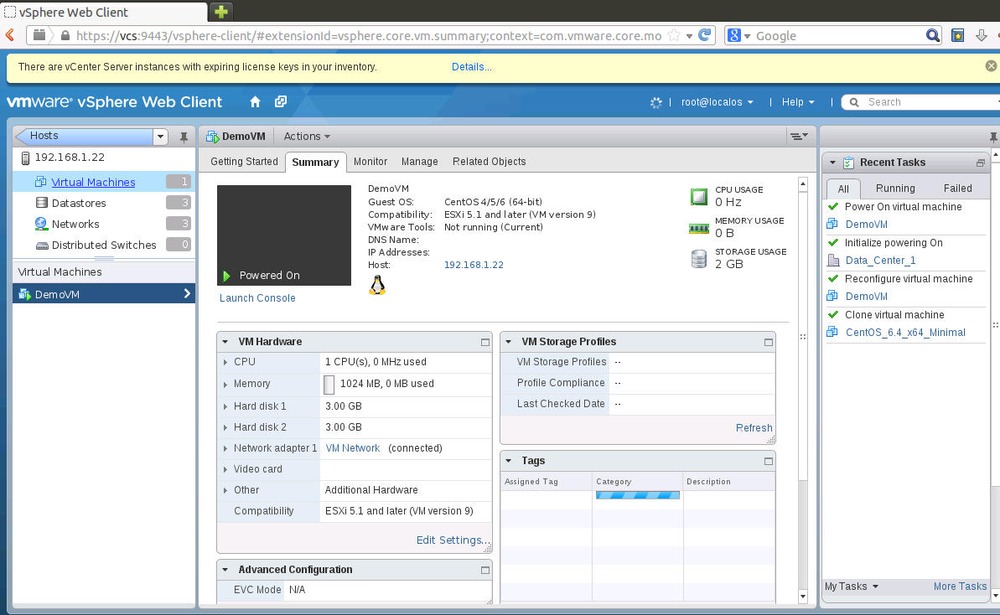 vSphere Web Client
https://vcs:9443/vsphere-client/#extensionId=vsphere.core.vm.summary;context=com.vmware.core.mo
Google
There are vCenter Server instances with expiring license keys in your inventory. Details...
vmware® vSphere Web Client
root@localos
Help
Search
Hosts
192.168.1.22
Virtual Machines 1
Datastores 3
Networks 3
Distributed Switches 0
Virtual Machines
DemoVM
DemoVM Actions
Getting Started Summary Monitor Manage Related Objects
Powered On
Launch Console
DemoVM
Guest OS: CentOS 4/5/6 (64-bit)
Compatibility: ESXi 5.1 and later (VM version 9)
VMware Tools: Not running (Current)
DNS Name:
IP Addresses:
Host: 192.168.1.22
CPU USAGE
0 Hz
MEMORY USAGE
0 B
STORAGE USAGE
2 GB
VM Hardware
CPU 1 CPU(s), 0 MHz used
Memory 1024 MB, 0 MB used
Hard disk 1 3.00 GB
Hard disk 2 3.00 GB
Network adapter 1 VM Network (connected)
Video card
Other Additional Hardware
Compatibility ESXi 5.1 and later (VM version 9)
Edit Settings...
Advanced Configuration
EVC Mode N/A
VM Storage Profiles
VM Storage Profiles --
Profile Compliance --
Last Checked Date --
Refresh
Tags
Assigned Tag Category Description
Recent Tasks
All Running Failed
Power On virtual machine
DemoVM
Initialize powering On
Data_Center_1
Reconfigure virtual machine
DemoVM
Clone virtual machine
CentOS_6.4_x64_Minimal
My Tasks More Tasks